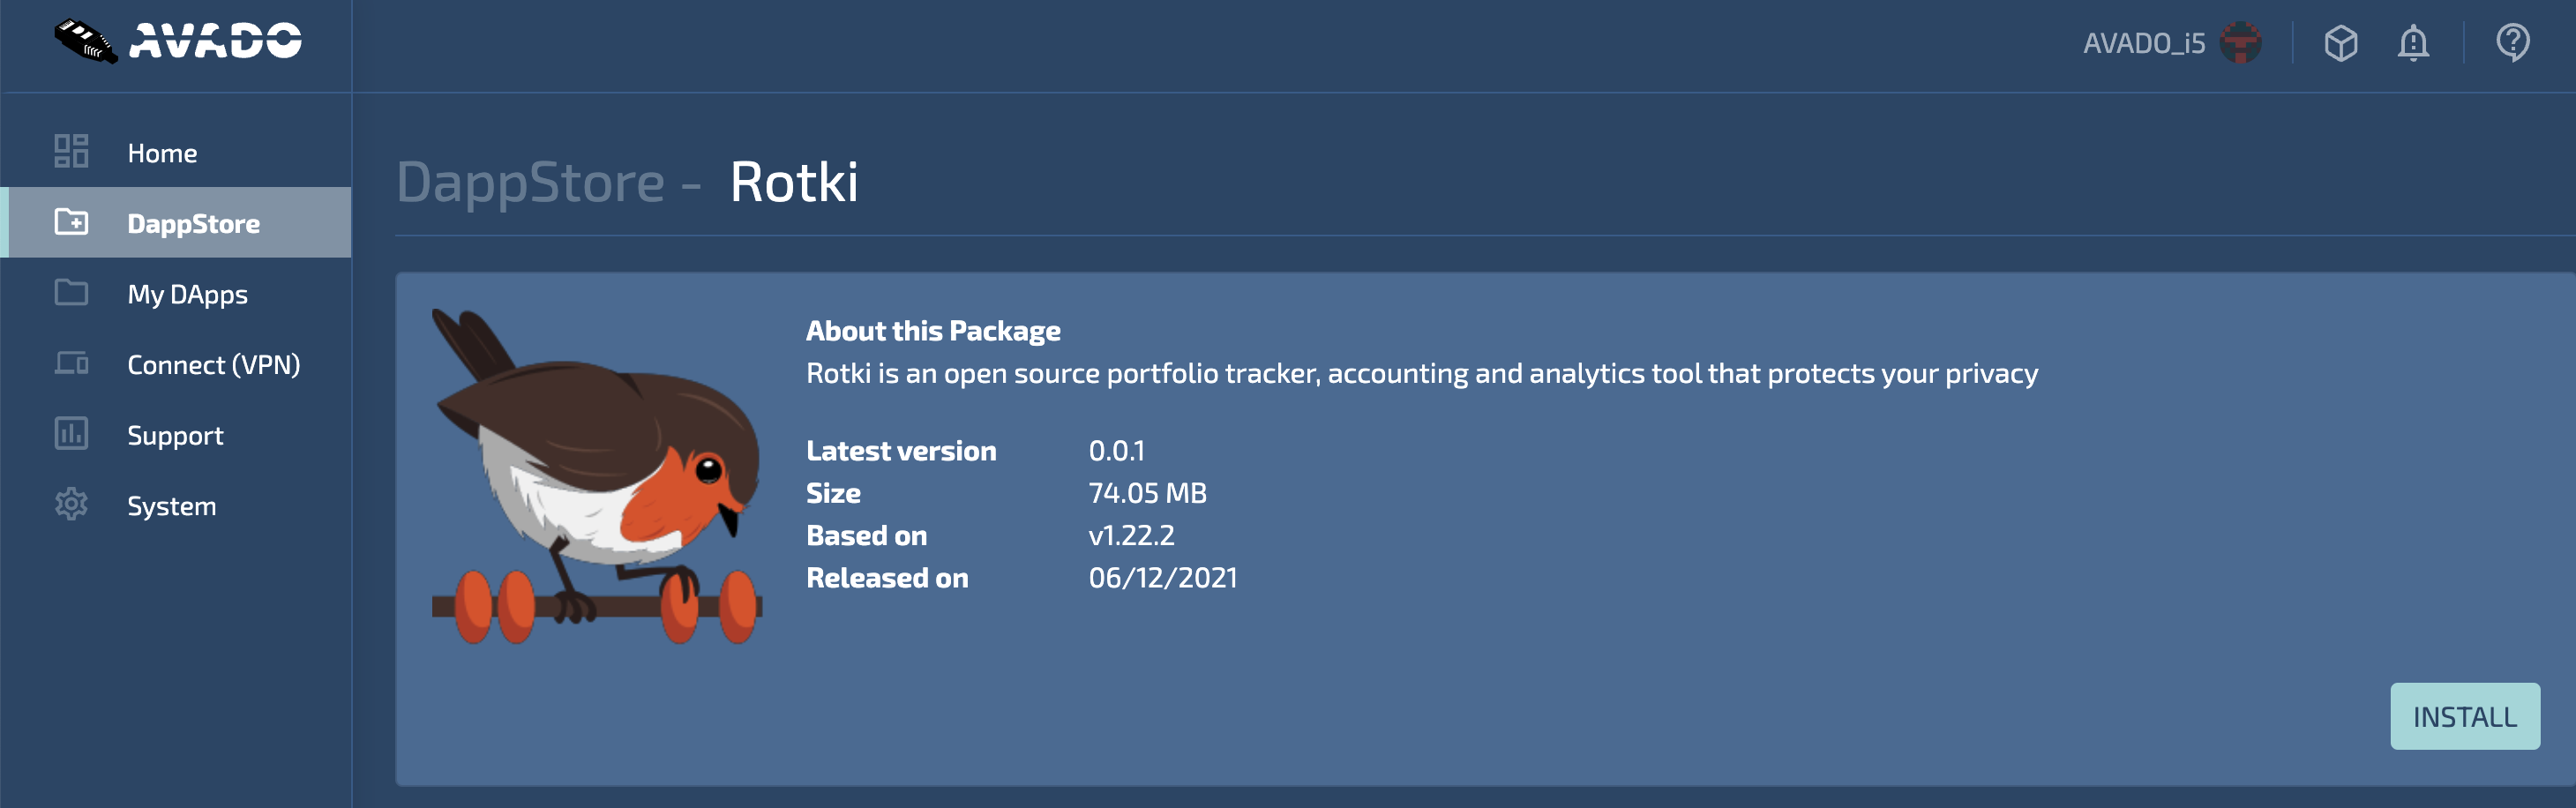 AVADO
AVADO_i5
Home
DappStore
My DApps
Connect (VPN)
Support
System
DappStore - Rotki
About this Package
Rotki is an open source portfolio tracker, accounting and analytics tool that protects your privacy
Latest version 0.0.1
Size 74.05 MB
Based on v1.22.2
Released on 06/12/2021
INSTALL